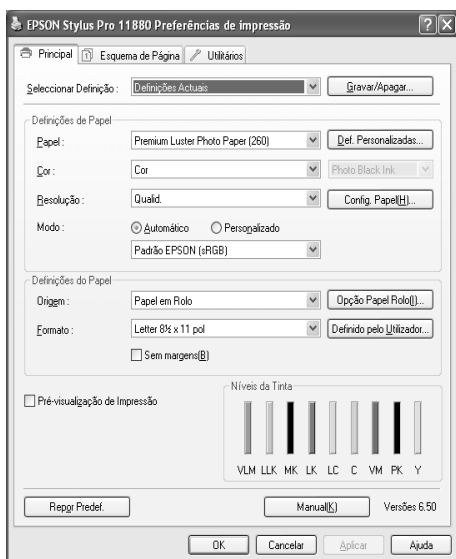 EPSON Stylus Pro 11880 Preferências de impressão
Principal Esquema de Página Utilitários
Seleccionar Definição : Definições Actuais Gravar/Apagar...
Definições de Papel
Papel : Premium Luster Photo Paper (260) Def. Personalizadas...
Cor : Cor Photo Black Ink
Resolução : Qualid. Config. Papel(H)...
Modo : Automático Personalizado
Padrão EPSON (sRGB)
Definições do Papel
Origem : Papel em Rolo Opção Papel Rolo(J)...
Formato : Letter 8½ x 11 pol Definido pelo Utilizador...
Sem margens(B)
Pré-visualização de Impressão
Níveis da Tinta
VLM LLK MK LK LC C VM PK Y
Repor Predef. Manual(K) Versões 6.50
OK Cancelar Aplicar Ajuda